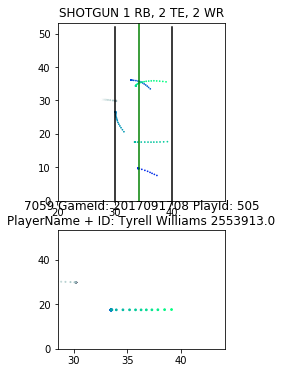 SHOTGUN 1 RB, 2 TE, 2 WR
50
40
30
20
10
0
20 30 40
7059 GameId: 2017091708 PlayId: 505
PlayerName + ID: Tyrell Williams 2553913.0
40
20
0
30 35 40